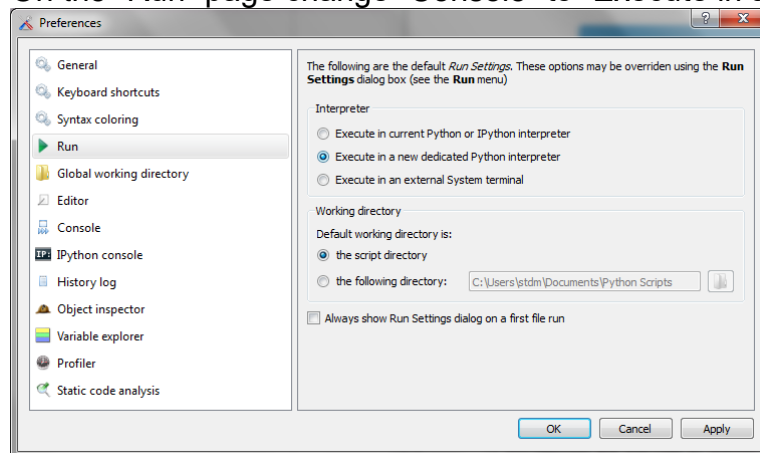 Preferences
General
Keyboard shortcuts
Syntax coloring
Run
Global working directory
Editor
Console
IP: IPython console
History log
Object inspector
Variable explorer
Profiler
Static code analysis
The following are the default Run Settings. These options may be overriden using the Run
Settings dialog box (see the Run menu)
Interpreter
Execute in current Python or IPython interpreter
Execute in a new dedicated Python interpreter
Execute in an external System terminal
Working directory
Default working directory is:
the script directory
the following directory: C:\Users\stdm\Documents\Python Scripts
Always show Run Settings dialog on a first file run
OK Cancel Apply